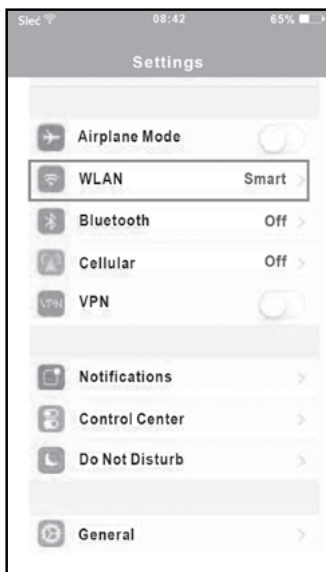 Sieć 08:42 65%
Settings
Airplane Mode
WLAN Smart
Bluetooth Off
Cellular Off
VPN VPN
Notifications
Control Center
Do Not Disturb
General